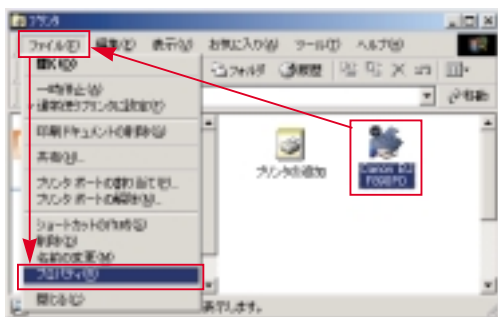 プリンタ
ファイル(F) 編集(E) 表示(V) お気に入り(A) ツール(T) ヘルプ(H)
開く(O)
フォルダ 履歴
一時停止(A)
通常使うプリンタに設定(F)
移動
印刷ドキュメントの削除(G)
共有(H)...
プリンタ ポートの割り当て(E)...
プリンタ ポートの解除(N)...
ショートカットの作成(S)
削除(D)
名前の変更(M)
プロパティ(R)
閉じる(C)
プリンタの追加
Canon BJ
F890PD
表示します。